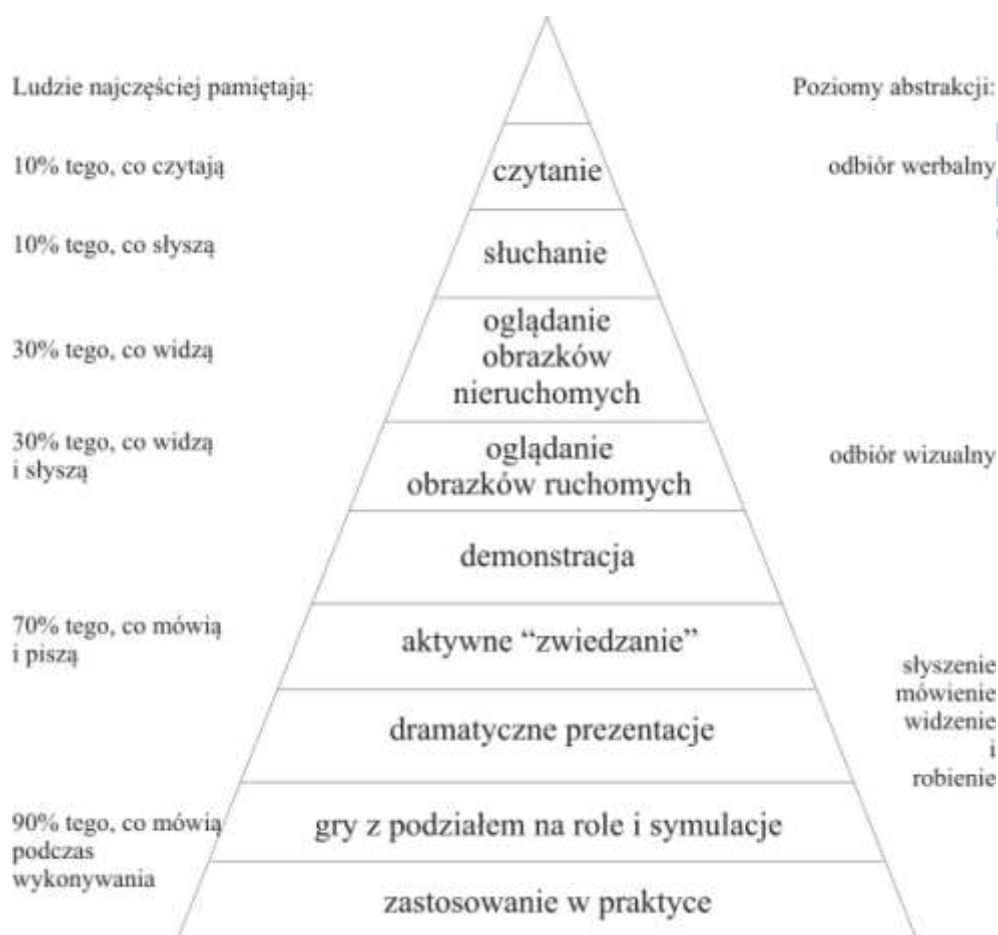 Ludzie najczęściej pamiętają:
Poziomy abstrakcji:
10% tego, co czytają
czytanie
odbiór werbalny
10% tego, co słyszą
słuchanie
30% tego, co widzą
oglądanie
obrazków
nieruchomych
30% tego, co widzą
i słyszą
oglądanie
obrazków ruchomych
odbiór wizualny
demonstracja
70% tego, co mówią
i piszą
aktywne “zwiedzanie”
słyszenie
mówienie
widzenie
i
robienie
dramatyczne prezentacje
90% tego, co mówią
podczas
wykonywania
gry z podziałem na role i symulacje
zastosowanie w praktyce